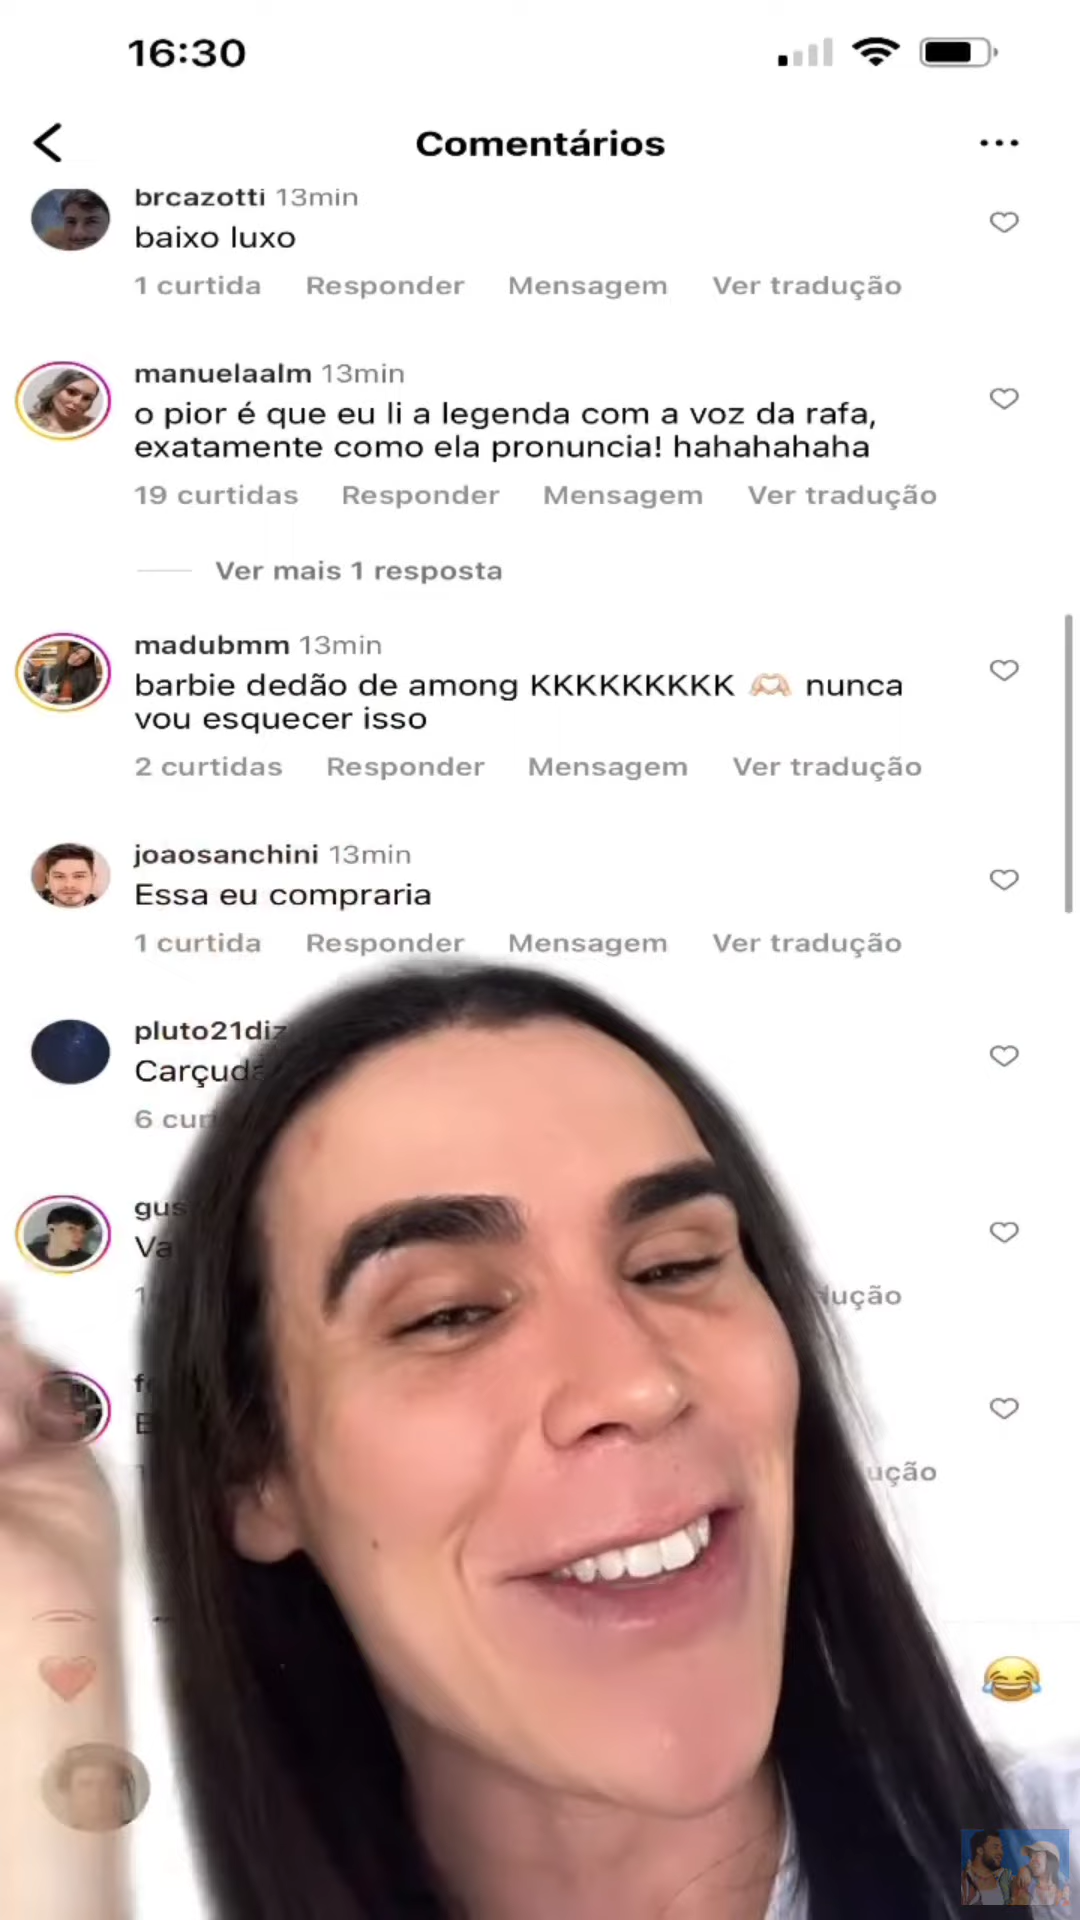 16:30
Comentários
brcazotti 13min
baixo luxo
1 curtida Responder Mensagem Ver tradução
manuelaalm 13min
o pior é que eu li a legenda com a voz da rafa,
exatamente como ela pronuncia! hahahahaha
19 curtidas Responder Mensagem Ver tradução
Ver mais 1 resposta
madubmm 13min
barbie dedão de among KKKKKKKKK 🫶🏻 nunca
vou esquecer isso
2 curtidas Responder Mensagem Ver tradução
joaosanchini 13min
Essa eu compraria
1 curtida Responder Mensagem Ver tradução